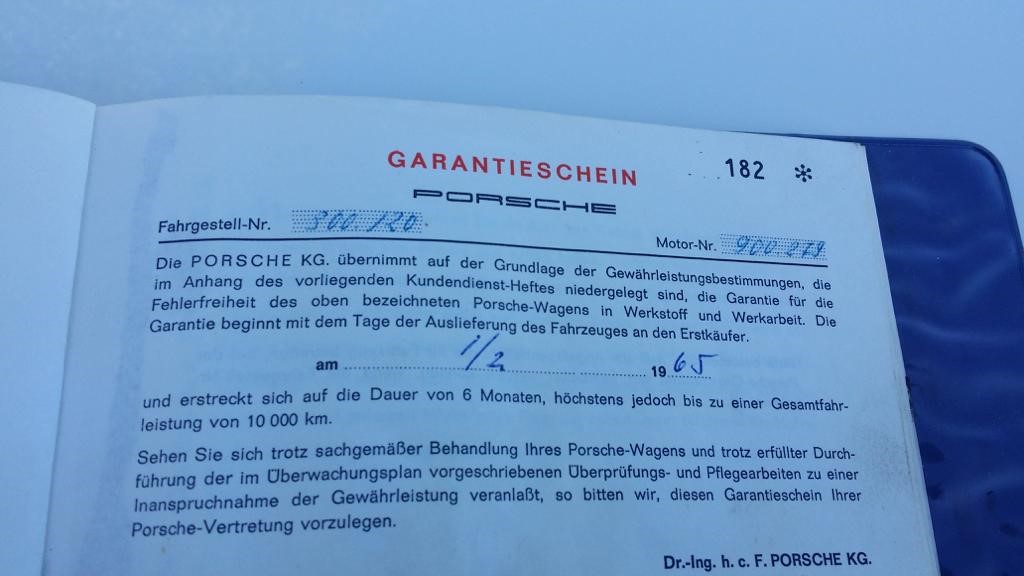 GARANTIESCHEIN
182 *
PORSCHE
Fahrgestell-Nr. 300 120
Motor-Nr. 900 279
Die PORSCHE KG. übernimmt auf der Grundlage der Gewährleistungsbestimmungen, die
im Anhang des vorliegenden Kundendienst-Heftes niedergelegt sind, die Garantie für die
Fehlerfreiheit des oben bezeichneten Porsche-Wagens in Werkstoff und Werkarbeit. Die
Garantie beginnt mit dem Tage der Auslieferung des Fahrzeuges an den Erstkäufer.
am 1/2 1965
und erstreckt sich auf die Dauer von 6 Monaten, höchstens jedoch bis zu einer Gesamtfahr-
leistung von 10 000 km.
Sehen Sie sich trotz sachgemäßer Behandlung Ihres Porsche-Wagens und trotz erfüllter Durch-
führung der im Überwachungsplan vorgeschriebenen Überprüfungs- und Pflegearbeiten zu einer
Inanspruchnahme der Gewährleistung veranlaßt, so bitten wir, diesen Garantieschein Ihrer
Porsche-Vertretung vorzulegen.
Dr.-Ing. h. c. F. PORSCHE KG.